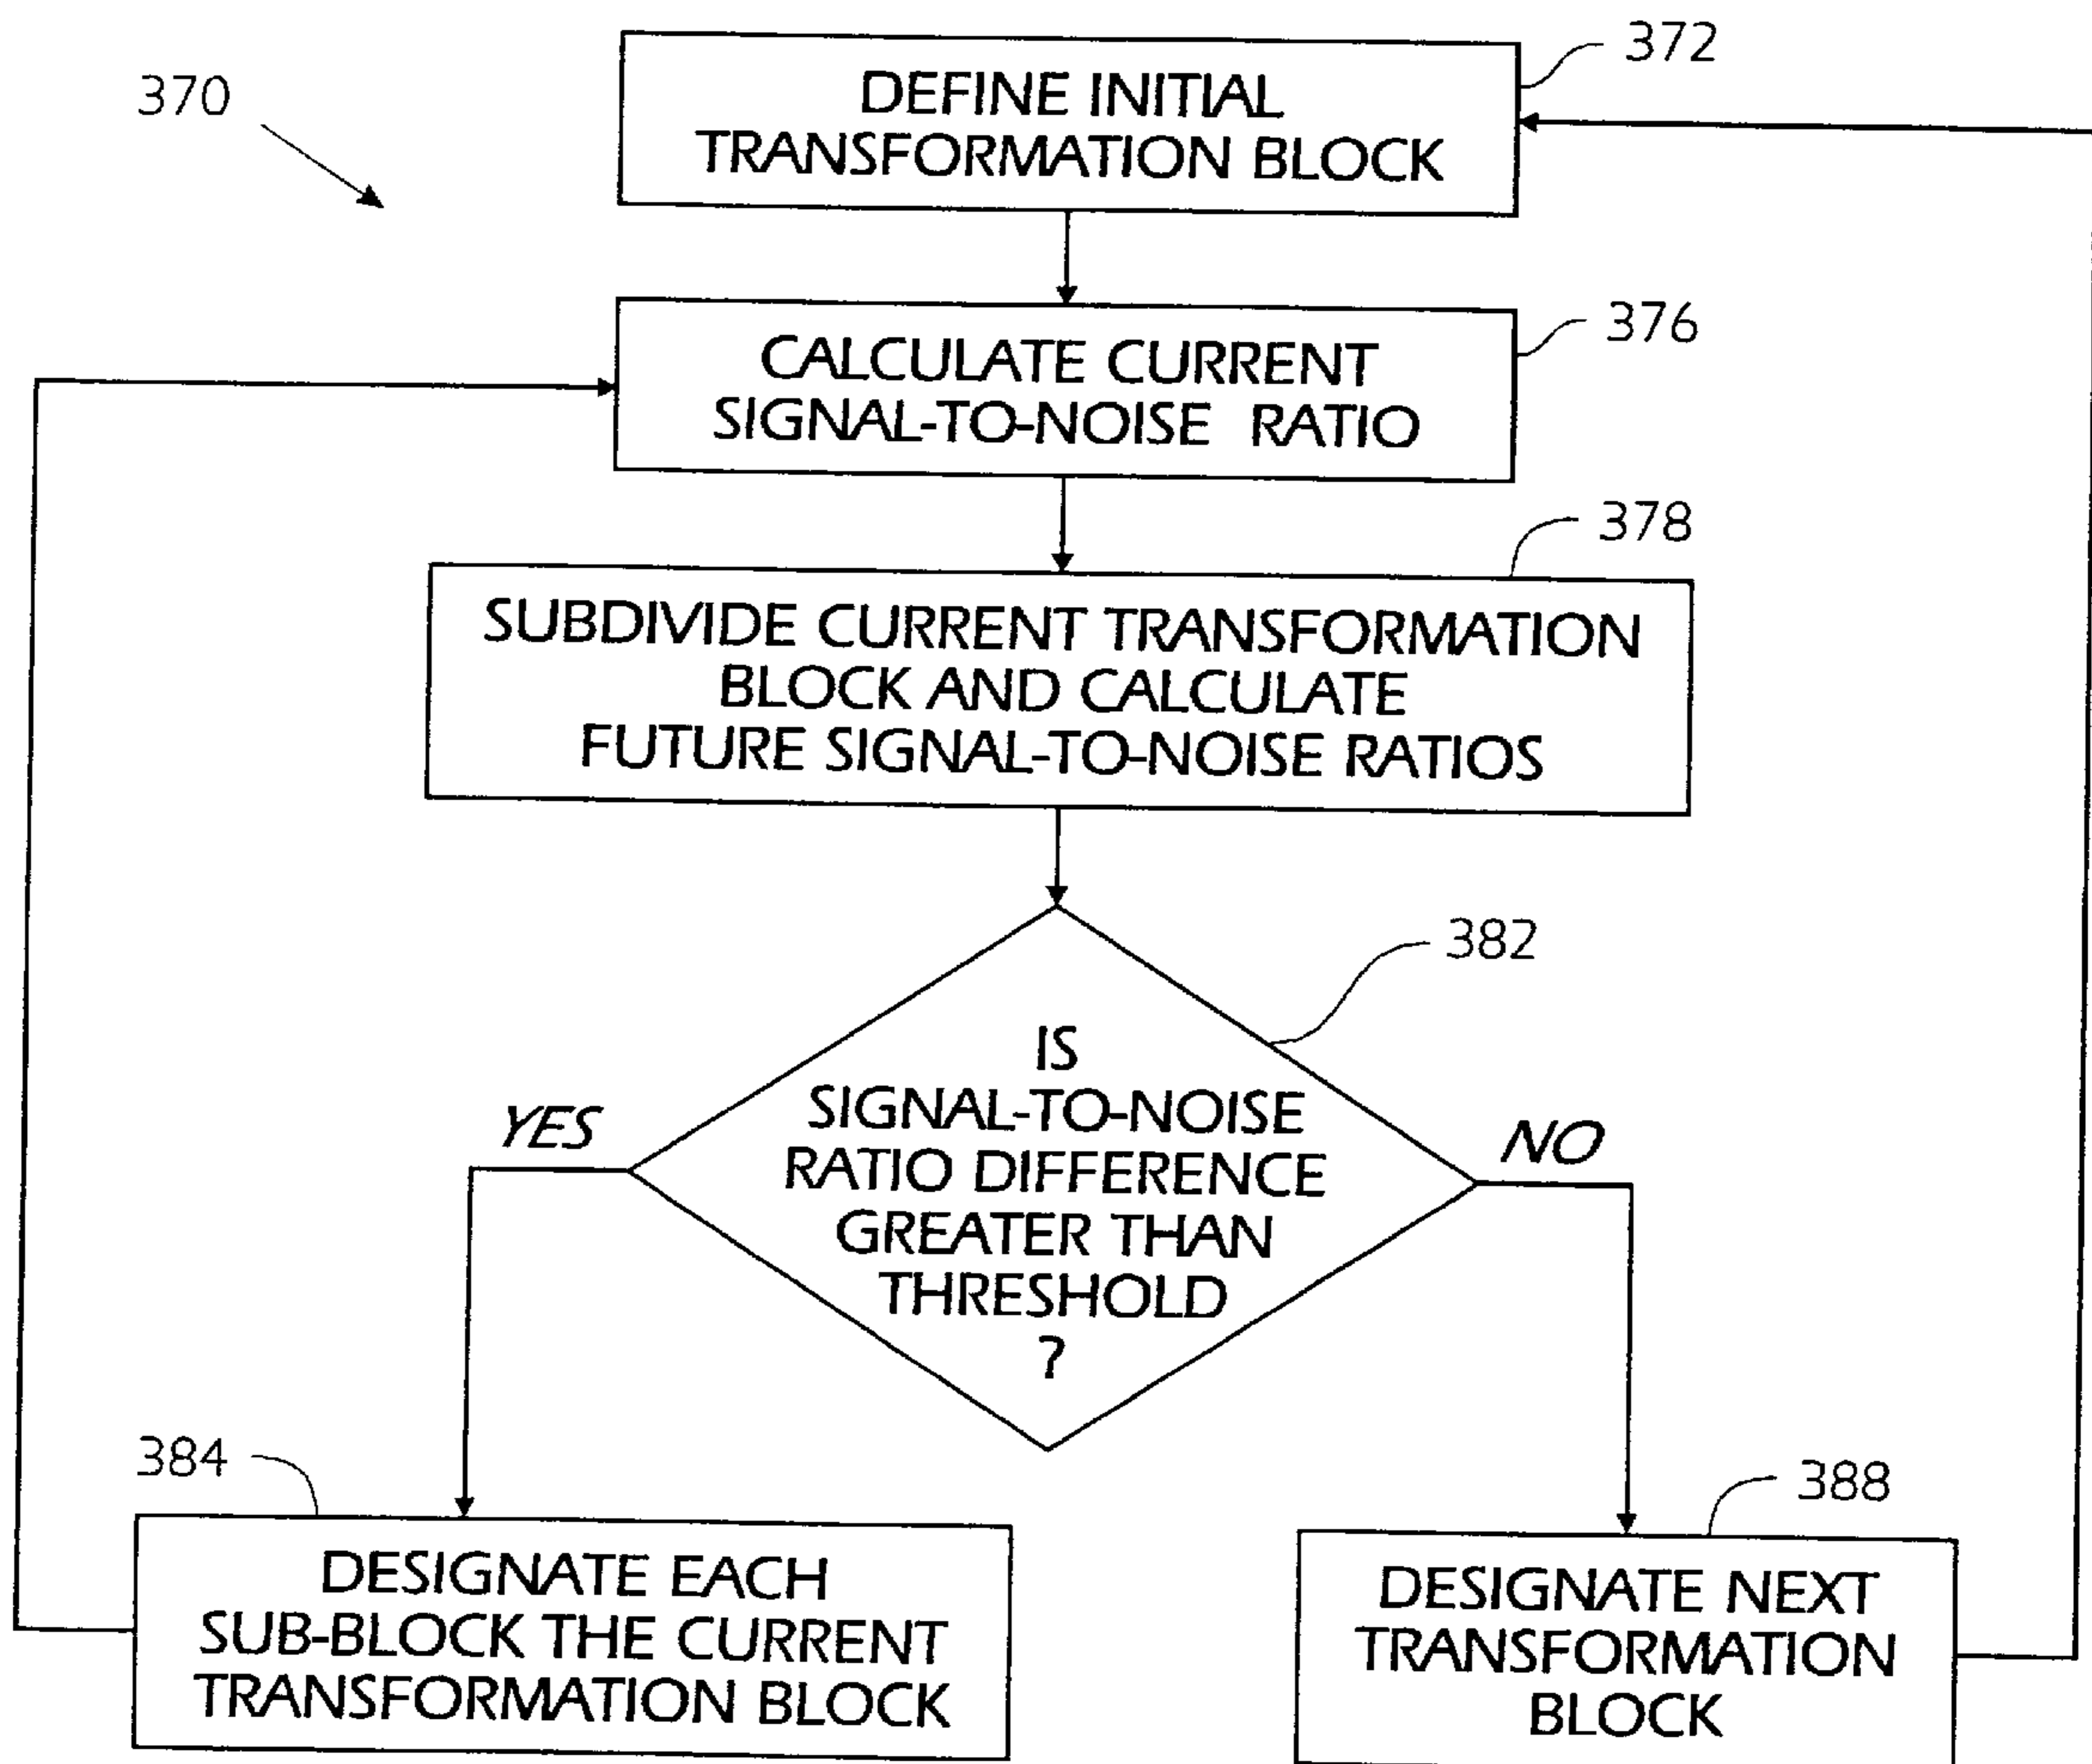 370
372
DEFINE INITIAL
TRANSFORMATION BLOCK
376
CALCULATE CURRENT
SIGNAL-TO-NOISE RATIO
378
SUBDIVIDE CURRENT TRANSFORMATION
BLOCK AND CALCULATE
FUTURE SIGNAL-TO-NOISE RATIOS
382
IS
SIGNAL-TO-NOISE
RATIO DIFFERENCE
GREATER THAN
THRESHOLD
?
YES
NO
384
DESIGNATE EACH
SUB-BLOCK THE CURRENT
TRANSFORMATION BLOCK
388
DESIGNATE NEXT
TRANSFORMATION
BLOCK